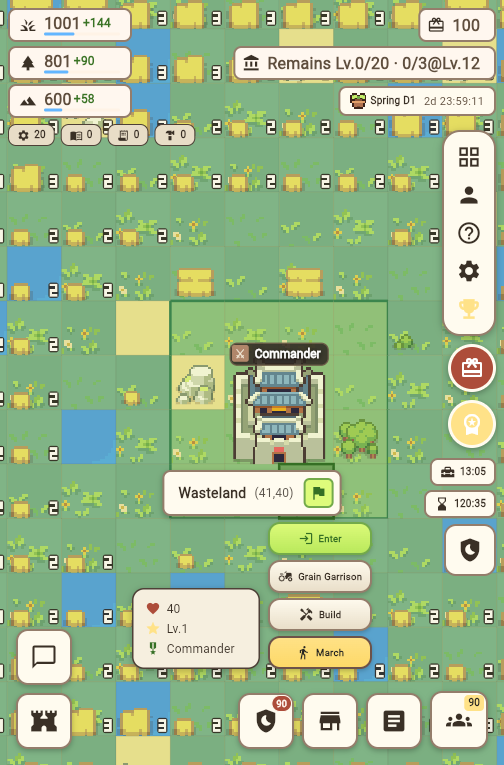 1001 +144
100
801 +90
Remains Lv.0/20 · 0/3@Lv.12
600 +58
Spring D1 2d 23:59:11
20 0 0 0
Commander
13:05
Wasteland (41,40)
120:35
Enter
Grain Garrison
40
Build
Lv.1
Commander
March
90
90